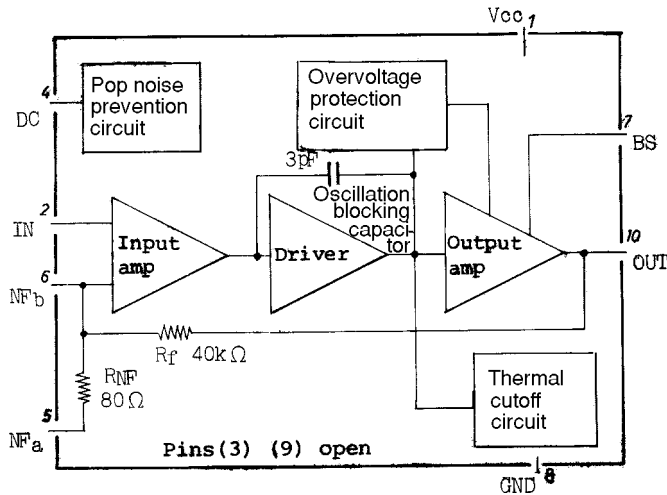 Vcc 1
4
DC
Pop noise
prevention
circuit
Overvoltage
protection
circuit
7
BS
3pF
Oscillation
blocking
capaci-
tor
2
IN
Input
amp
Driver
Output
amp
10
OUT
6
NFb
Rf 40kΩ
RNF
80Ω
5
NFa
Thermal
cutoff
circuit
Pins(3) (9) open
GND 8